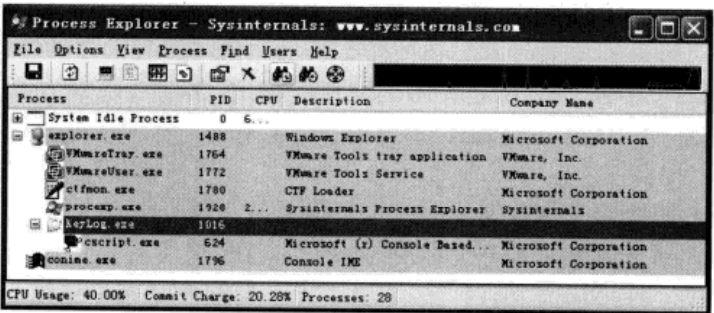 Process Explorer - Sysinternals: www.sysinternals.com
File Options View Process Find Users Help
Process PID CPU Description Company Name
System Idle Process 0 6...
explorer.exe 1488 Windows Explorer Microsoft Corporation
VMwareTray.exe 1764 VMware Tools tray application VMware, Inc.
VMwareUser.exe 1772 VMware Tools Service VMware, Inc.
ctfmon.exe 1780 CTF Loader Microsoft Corporation
procexp.exe 1928 2... Sysinternals Process Explorer Sysinternals
KeyLog.exe 1016
cscript.exe 624 Microsoft (r) Console Based... Microsoft Corporation
conime.exe 1796 Console IME Microsoft Corporation
CPU Usage: 40.00% Commit Charge: 20.28% Processes: 28